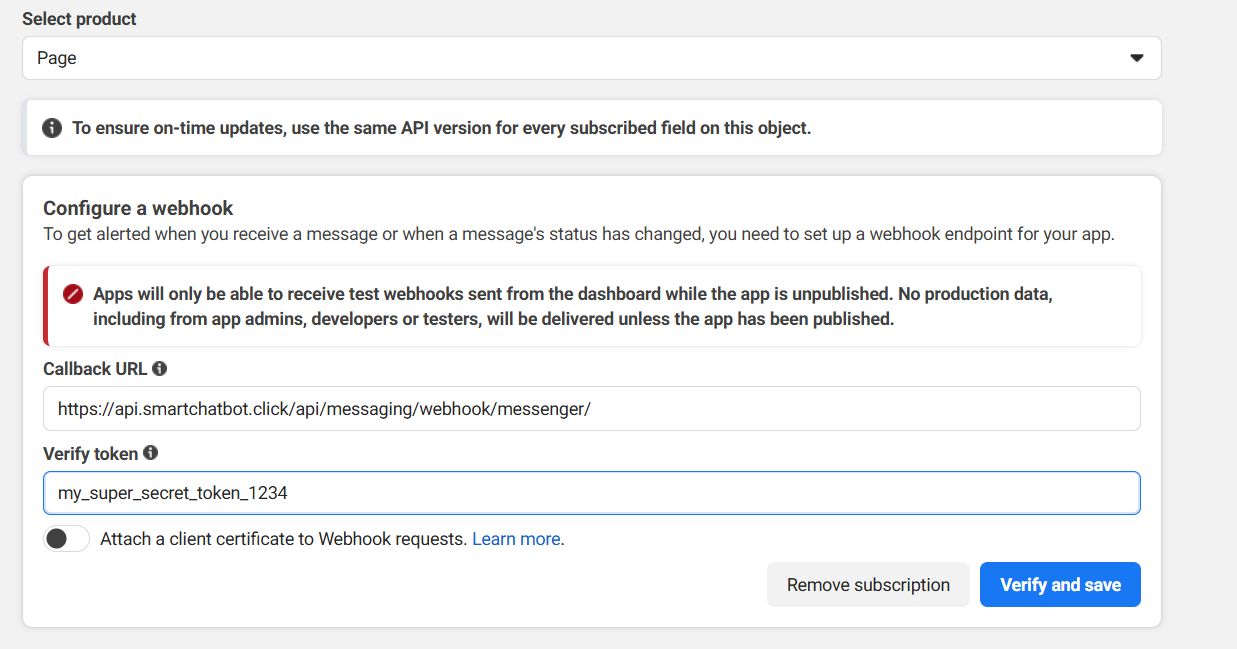 Select product
Page
To ensure on-time updates, use the same API version for every subscribed field on this object.
Configure a webhook
To get alerted when you receive a message or when a message's status has changed, you need to set up a webhook endpoint for your app.
Apps will only be able to receive test webhooks sent from the dashboard while the app is unpublished. No production data,
including from app admins, developers or testers, will be delivered unless the app has been published.
Callback URL
https://api.smartchatbot.click/api/messaging/webhook/messenger/
Verify token
my_super_secret_token_1234
Attach a client certificate to Webhook requests. Learn more.
Remove subscription
Verify and save